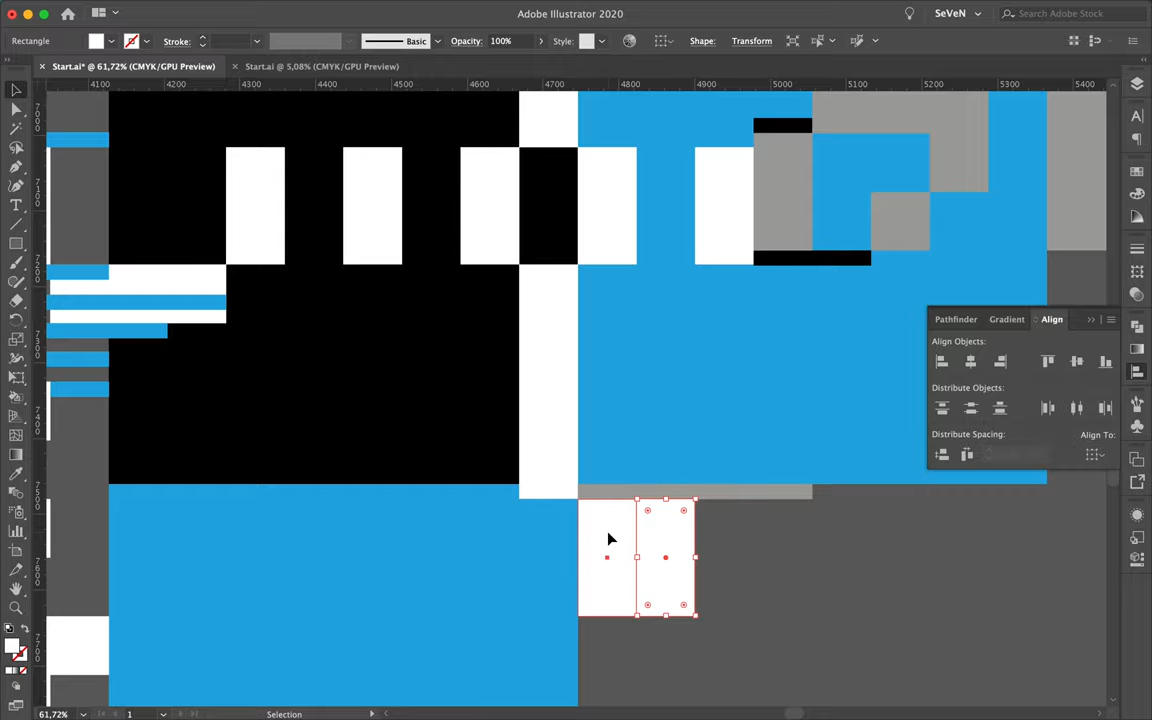 Adobe Illustrator 2020
SeVeN
Search Adobe Stock
Rectangle
Stroke:
Basic
Opacity:
100%
Style:
Shape:
Transform
Start.ai* @ 61,72% (CMYK/GPU Preview)
Start.ai @ 5,08% (CMYK/GPU Preview)
4100 4200 4300 4400 4500 4600 4700 4800 4900 5000 5100 5200 5300 5400
Pathfinder
Gradient
Align
Align Objects:
Distribute Objects:
Distribute Spacing:
Align To:
61,72%
1
Selection